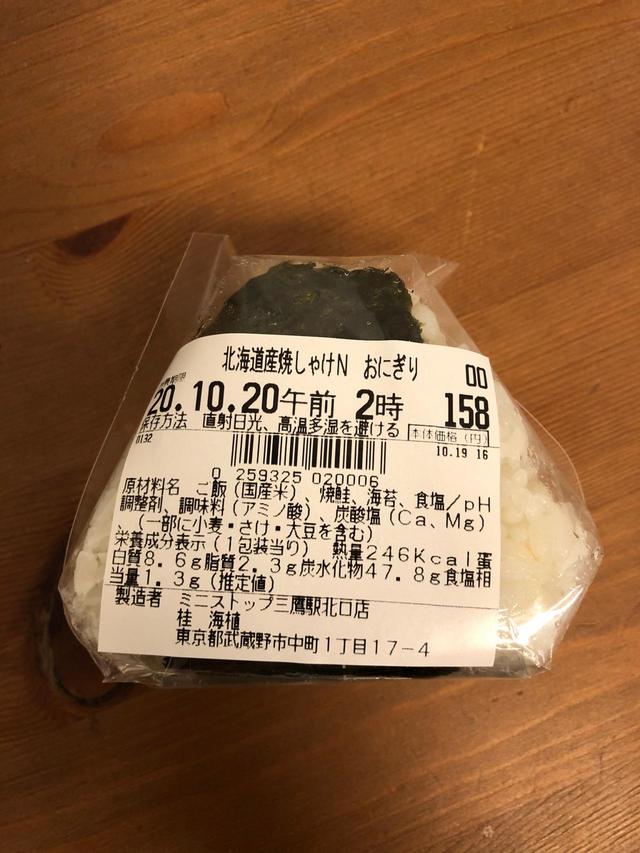 北海道産焼しゃけN おにぎり 00
20.10.20午前 2時 158
保存方法 直射日光、高温多湿を避ける 本体価格(円)
0132 10.19 16
0 259325 020006
原材料名 ご飯(国産米)、焼鮭、海苔、食塩/pH
調整剤、調味料(アミノ酸)、炭酸塩(Ca、Mg)
、(一部に小麦・さけ・大豆を含む)
栄養成分表示(1包装当り) 熱量246Kcal蛋
白質8.6g脂質2.3g炭水化物47.8g食塩相
当量1.3g(推定値)
製造者 ミニストップ三鷹駅北口店
桂 海植
東京都武蔵野市中町1丁目17-4